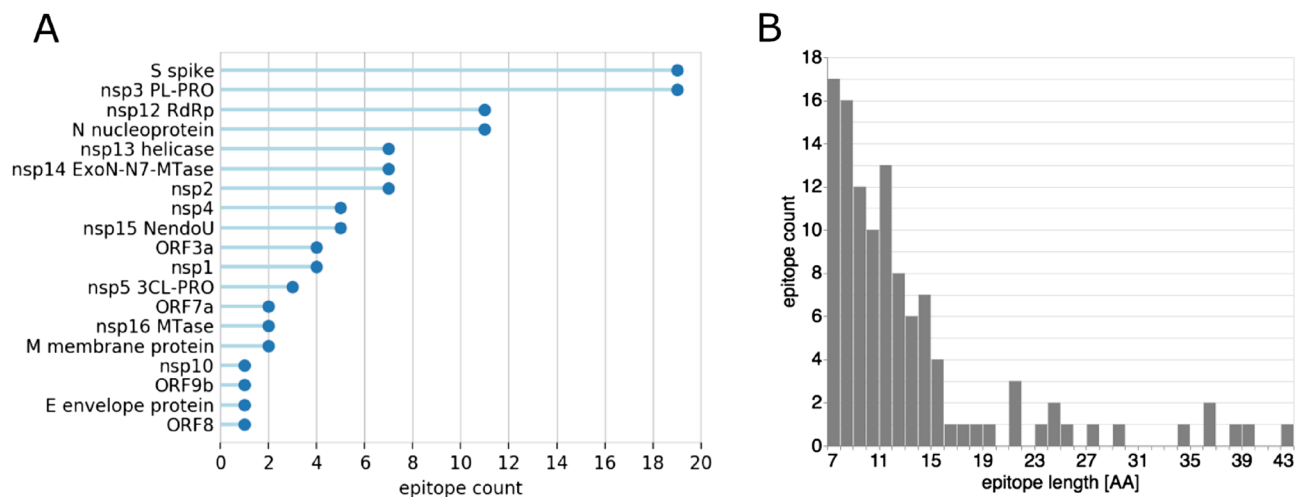 A
S spike
nsp3 PL-PRO
nsp12 RdRp
N nucleoprotein
nsp13 helicase
nsp14 ExoN-N7-MTase
nsp2
nsp4
nsp15 NendoU
ORF3a
nsp1
nsp5 3CL-PRO
ORF7a
nsp16 MTase
M membrane protein
nsp10
ORF9b
E envelope protein
ORF8
0 2 4 6 8 10 12 14 16 18 20
epitope count
B
epitope count
18
16
14
12
10
8
6
4
2
0
7 11 15 19 23 27 31 35 39 43
epitope length [AA]